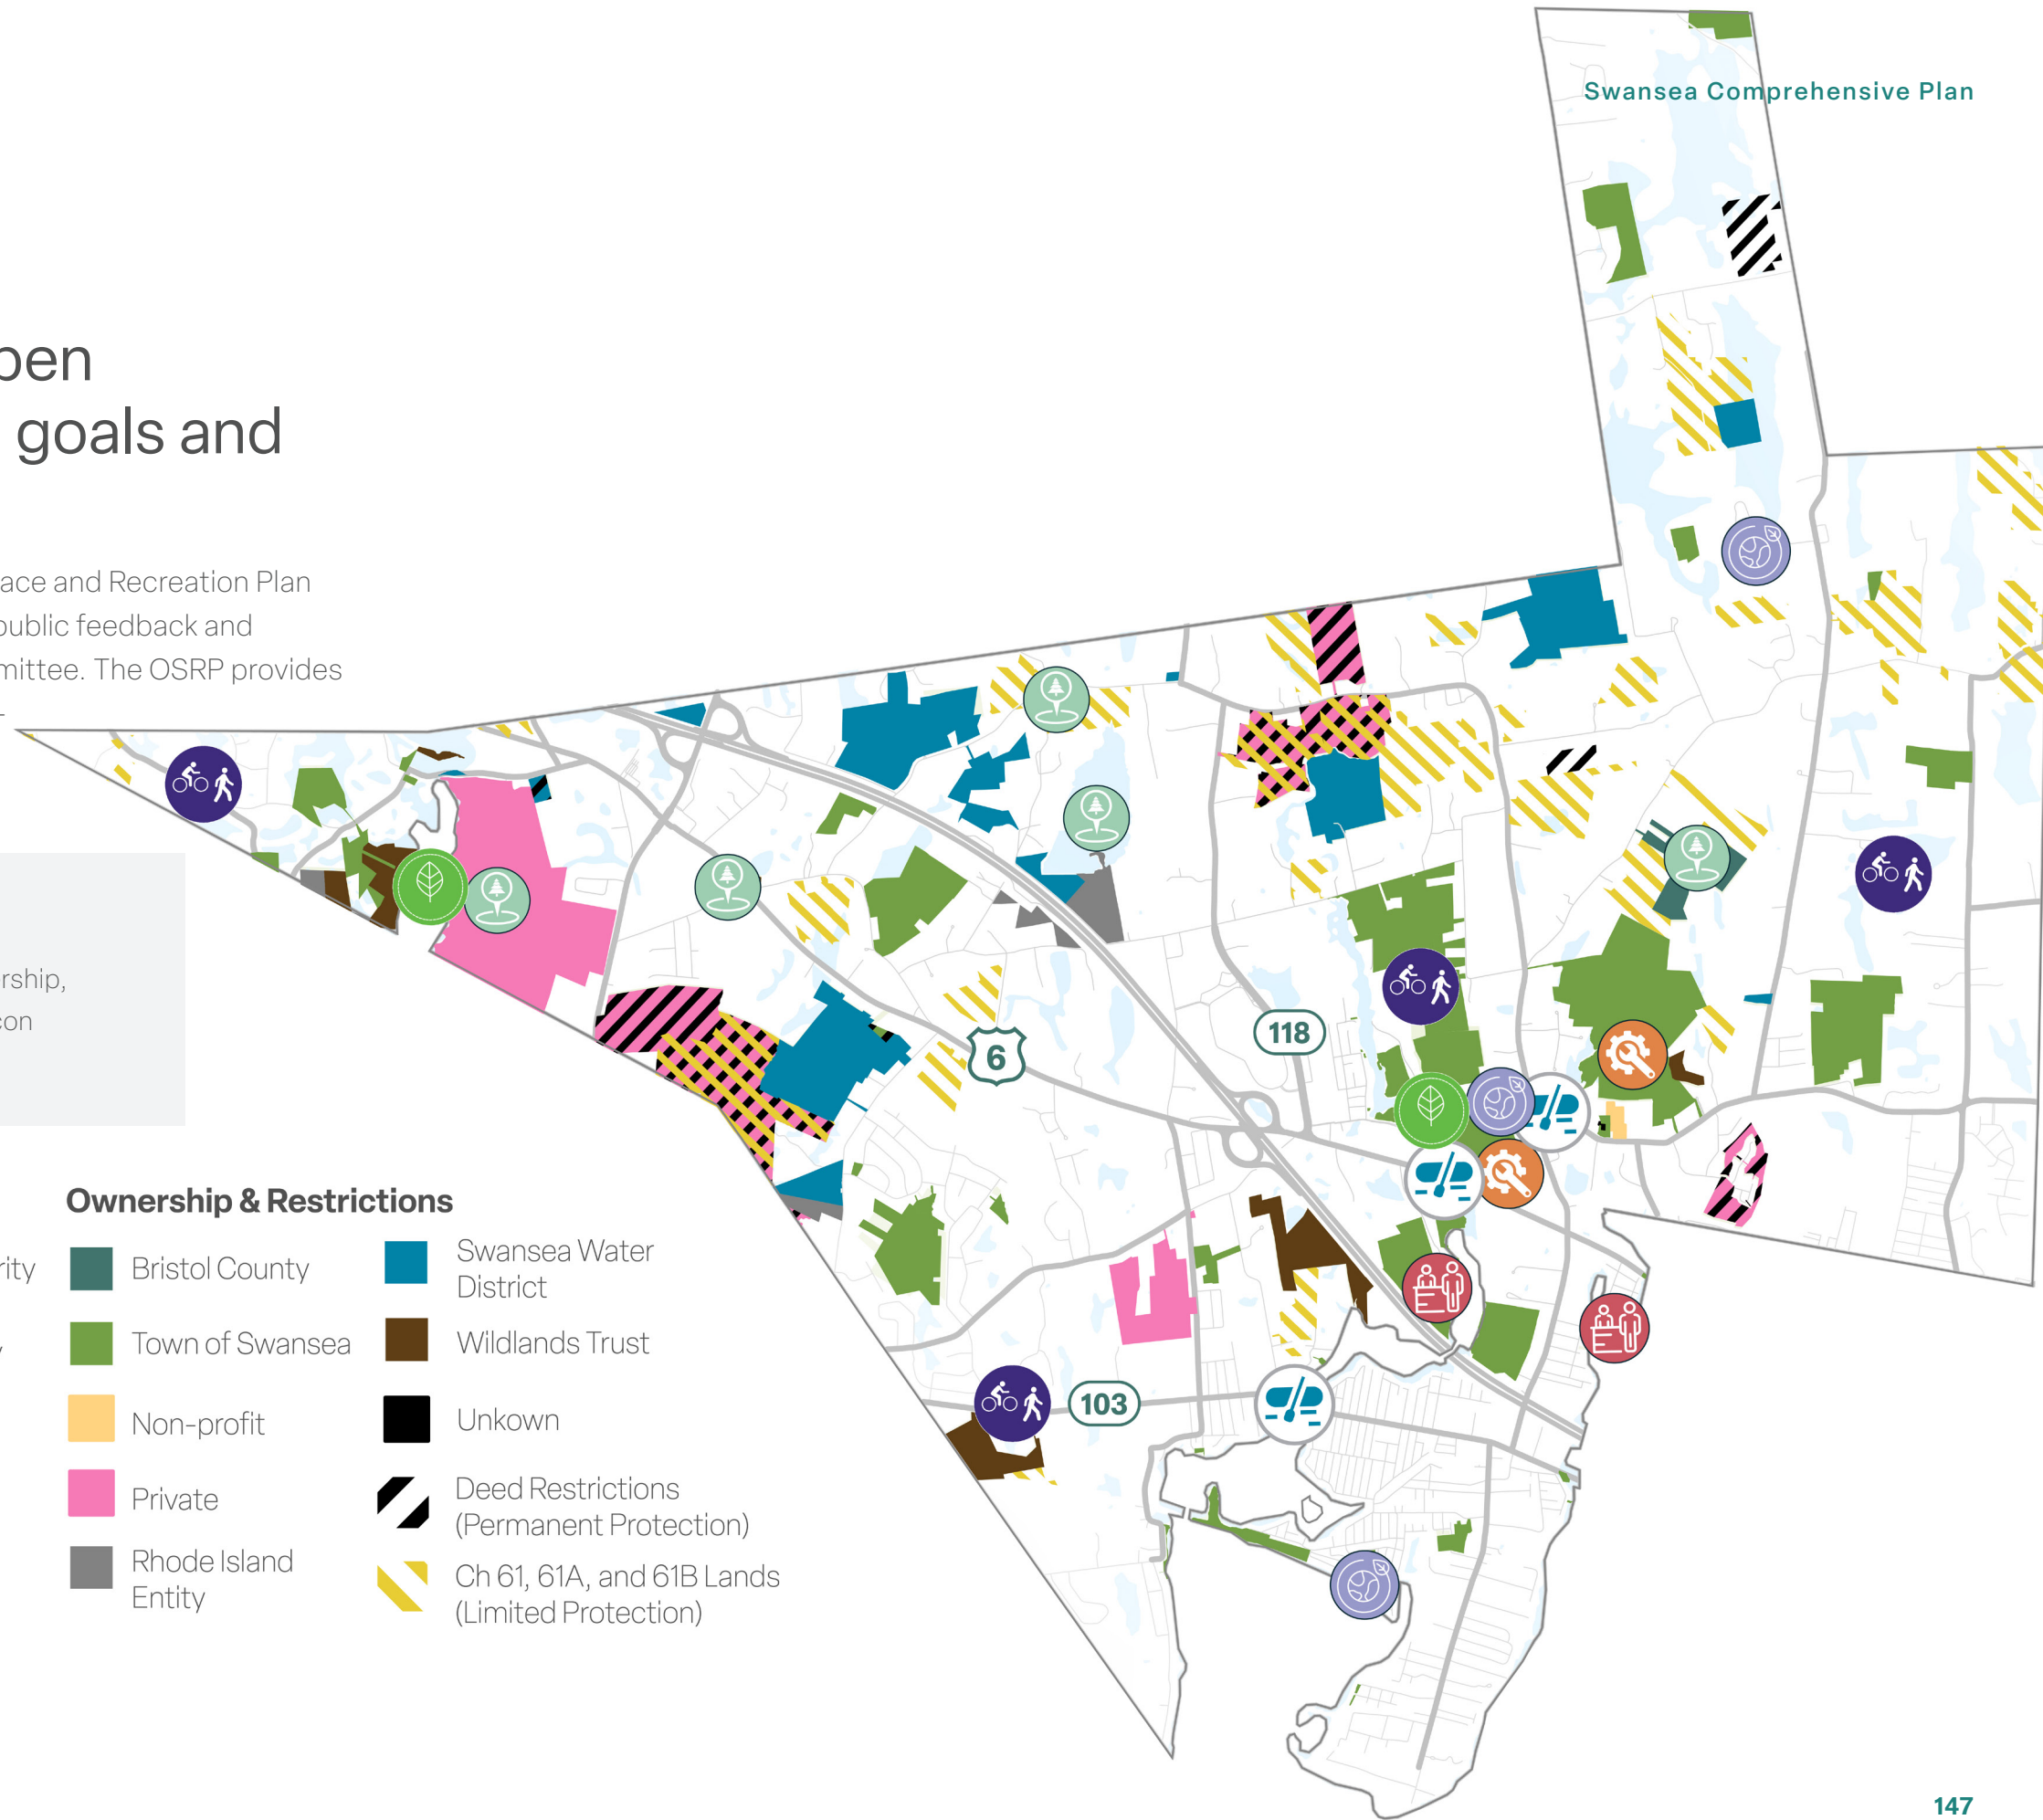 Swansea Comprehensive Plan
pen
goals and
ace and Recreation Plan
public feedback and
mittee. The OSRP provides
rship,
con
Ownership & Restrictions
rity
Bristol County
Town of Swansea
Non-profit
Private
Rhode Island
Entity
Swansea Water
District
Wildlands Trust
Unkown
Deed Restrictions
(Permanent Protection)
Ch 61, 61A, and 61B Lands
(Limited Protection)
118
6
103
147